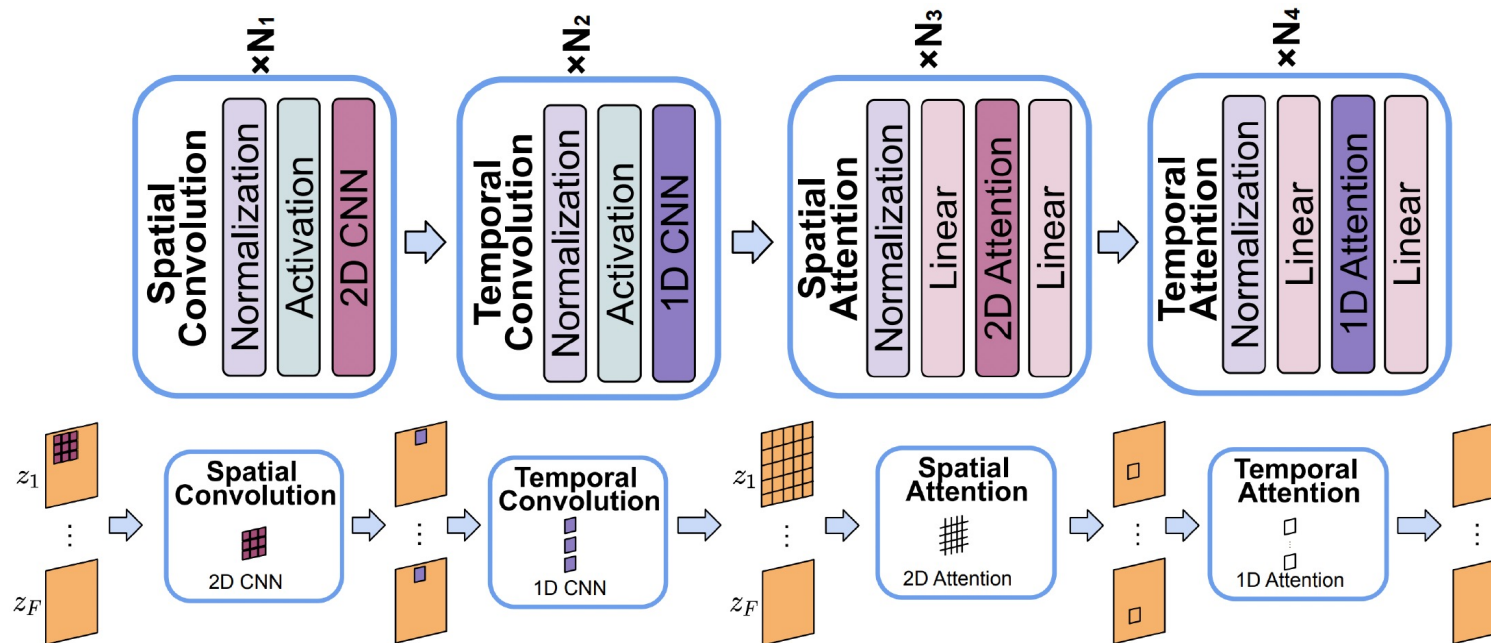 ×N₁
×N₂
×N₃
×N₄
Spatial
Convolution
Normalization
Activation
2D CNN
Temporal
Convolution
Normalization
Activation
1D CNN
Spatial
Attention
Normalization
Linear
2D Attention
Linear
Temporal
Attention
Normalization
Linear
1D Attention
Linear
z₁
⋮
z_F
Spatial
Convolution
2D CNN
⋮
Temporal
Convolution
1D CNN
z₁
⋮
z_F
Spatial
Attention
2D Attention
⋮
Temporal
Attention
1D Attention
⋮